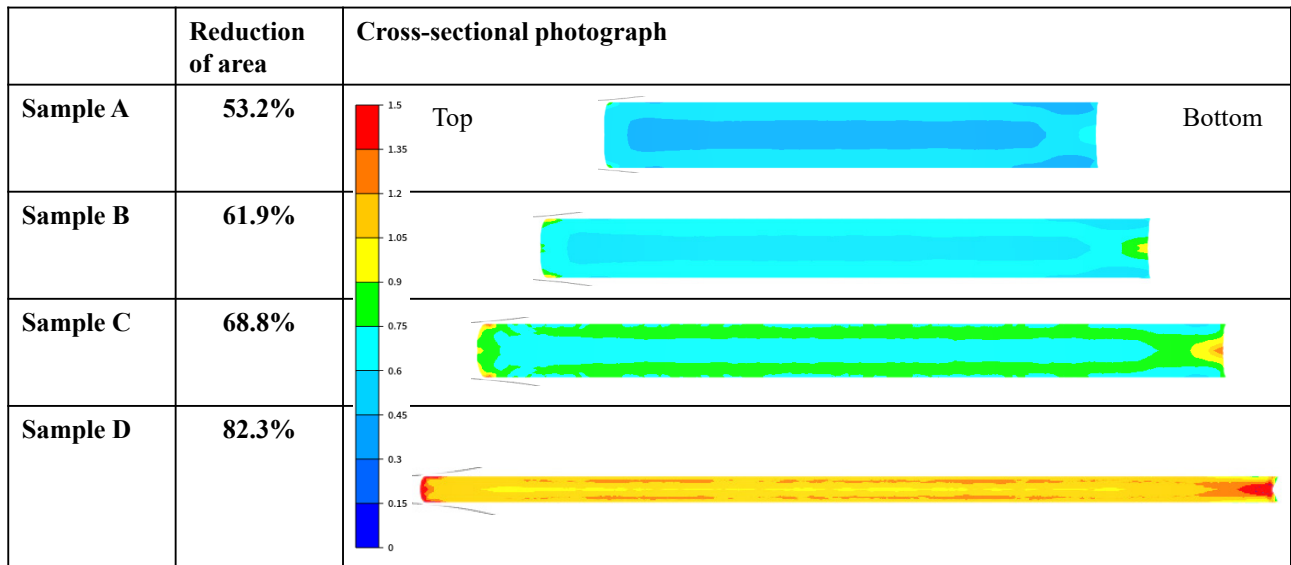 Reduction of area
Cross-sectional photograph
Sample A
53.2%
Top
Bottom
Sample B
61.9%
Sample C
68.8%
Sample D
82.3%
1.5
1.35
1.2
1.05
0.9
0.75
0.6
0.45
0.3
0.15
0